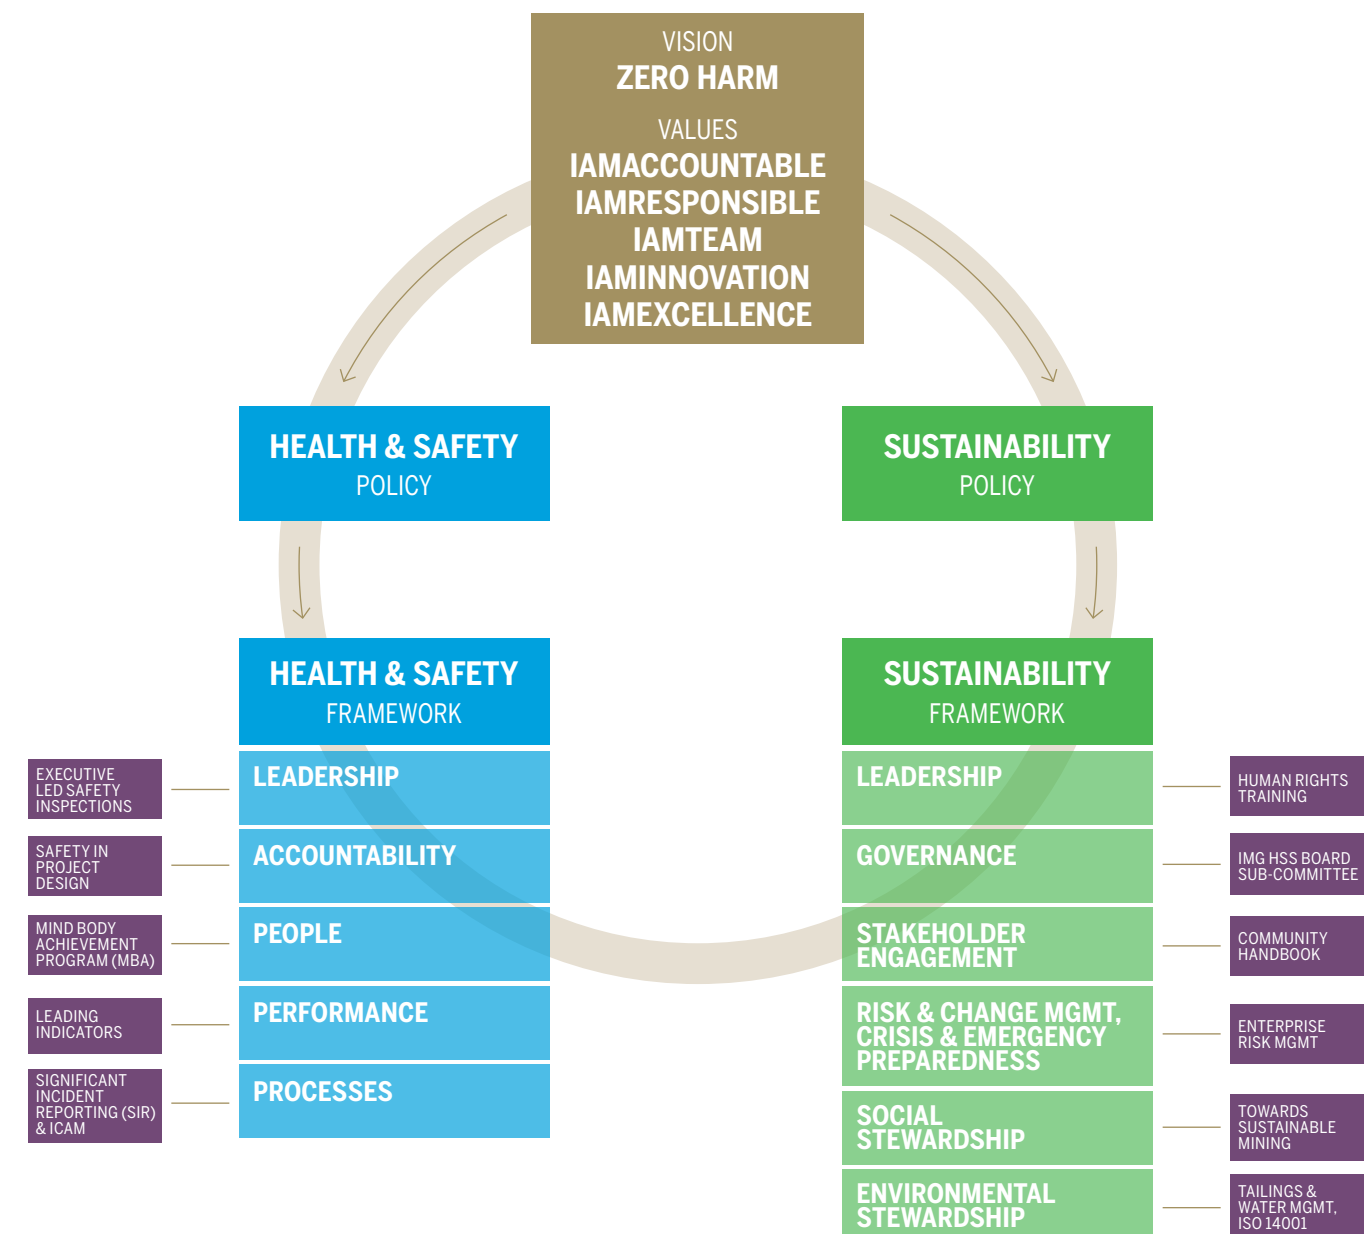 VISION
ZERO HARM
VALUES
IAMACCOUNTABLE
IAMRESPONSIBLE
IAMTEAM
IAMINNOVATION
IAMEXCELLENCE
HEALTH & SAFETY
POLICY
SUSTAINABILITY
POLICY
HEALTH & SAFETY
FRAMEWORK
EXECUTIVE
LED SAFETY
INSPECTIONS
LEADERSHIP
SAFETY IN
PROJECT
DESIGN
ACCOUNTABILITY
MIND BODY
ACHIEVEMENT
PROGRAM (MBA)
PEOPLE
LEADING
INDICATORS
PERFORMANCE
SIGNIFICANT
INCIDENT
REPORTING (SIR)
& ICAM
PROCESSES
SUSTAINABILITY
FRAMEWORK
LEADERSHIP
HUMAN RIGHTS
TRAINING
GOVERNANCE
IMG HSS BOARD
SUB-COMMITTEE
STAKEHOLDER
ENGAGEMENT
COMMUNITY
HANDBOOK
RISK & CHANGE MGMT,
CRISIS & EMERGENCY
PREPAREDNESS
ENTERPRISE
RISK MGMT
SOCIAL
STEWARDSHIP
TOWARDS
SUSTAINABLE
MINING
ENVIRONMENTAL
STEWARDSHIP
TAILINGS &
WATER MGMT,
ISO 14001